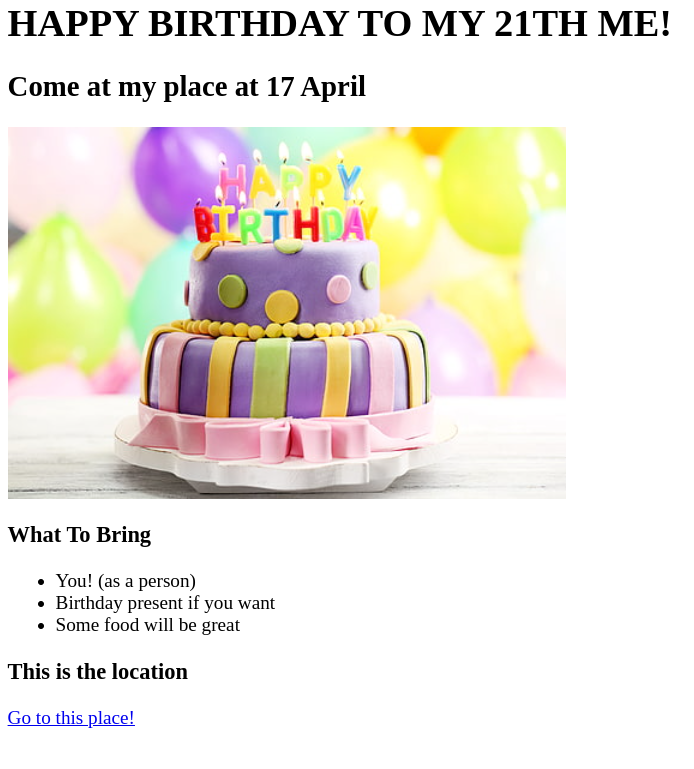 HAPPY BIRTHDAY TO MY 21TH ME!
Come at my place at 17 April
HAPPY
BIRTHDAY
What To Bring
You! (as a person)
Birthday present if you want
Some food will be great
This is the location
Go to this place!